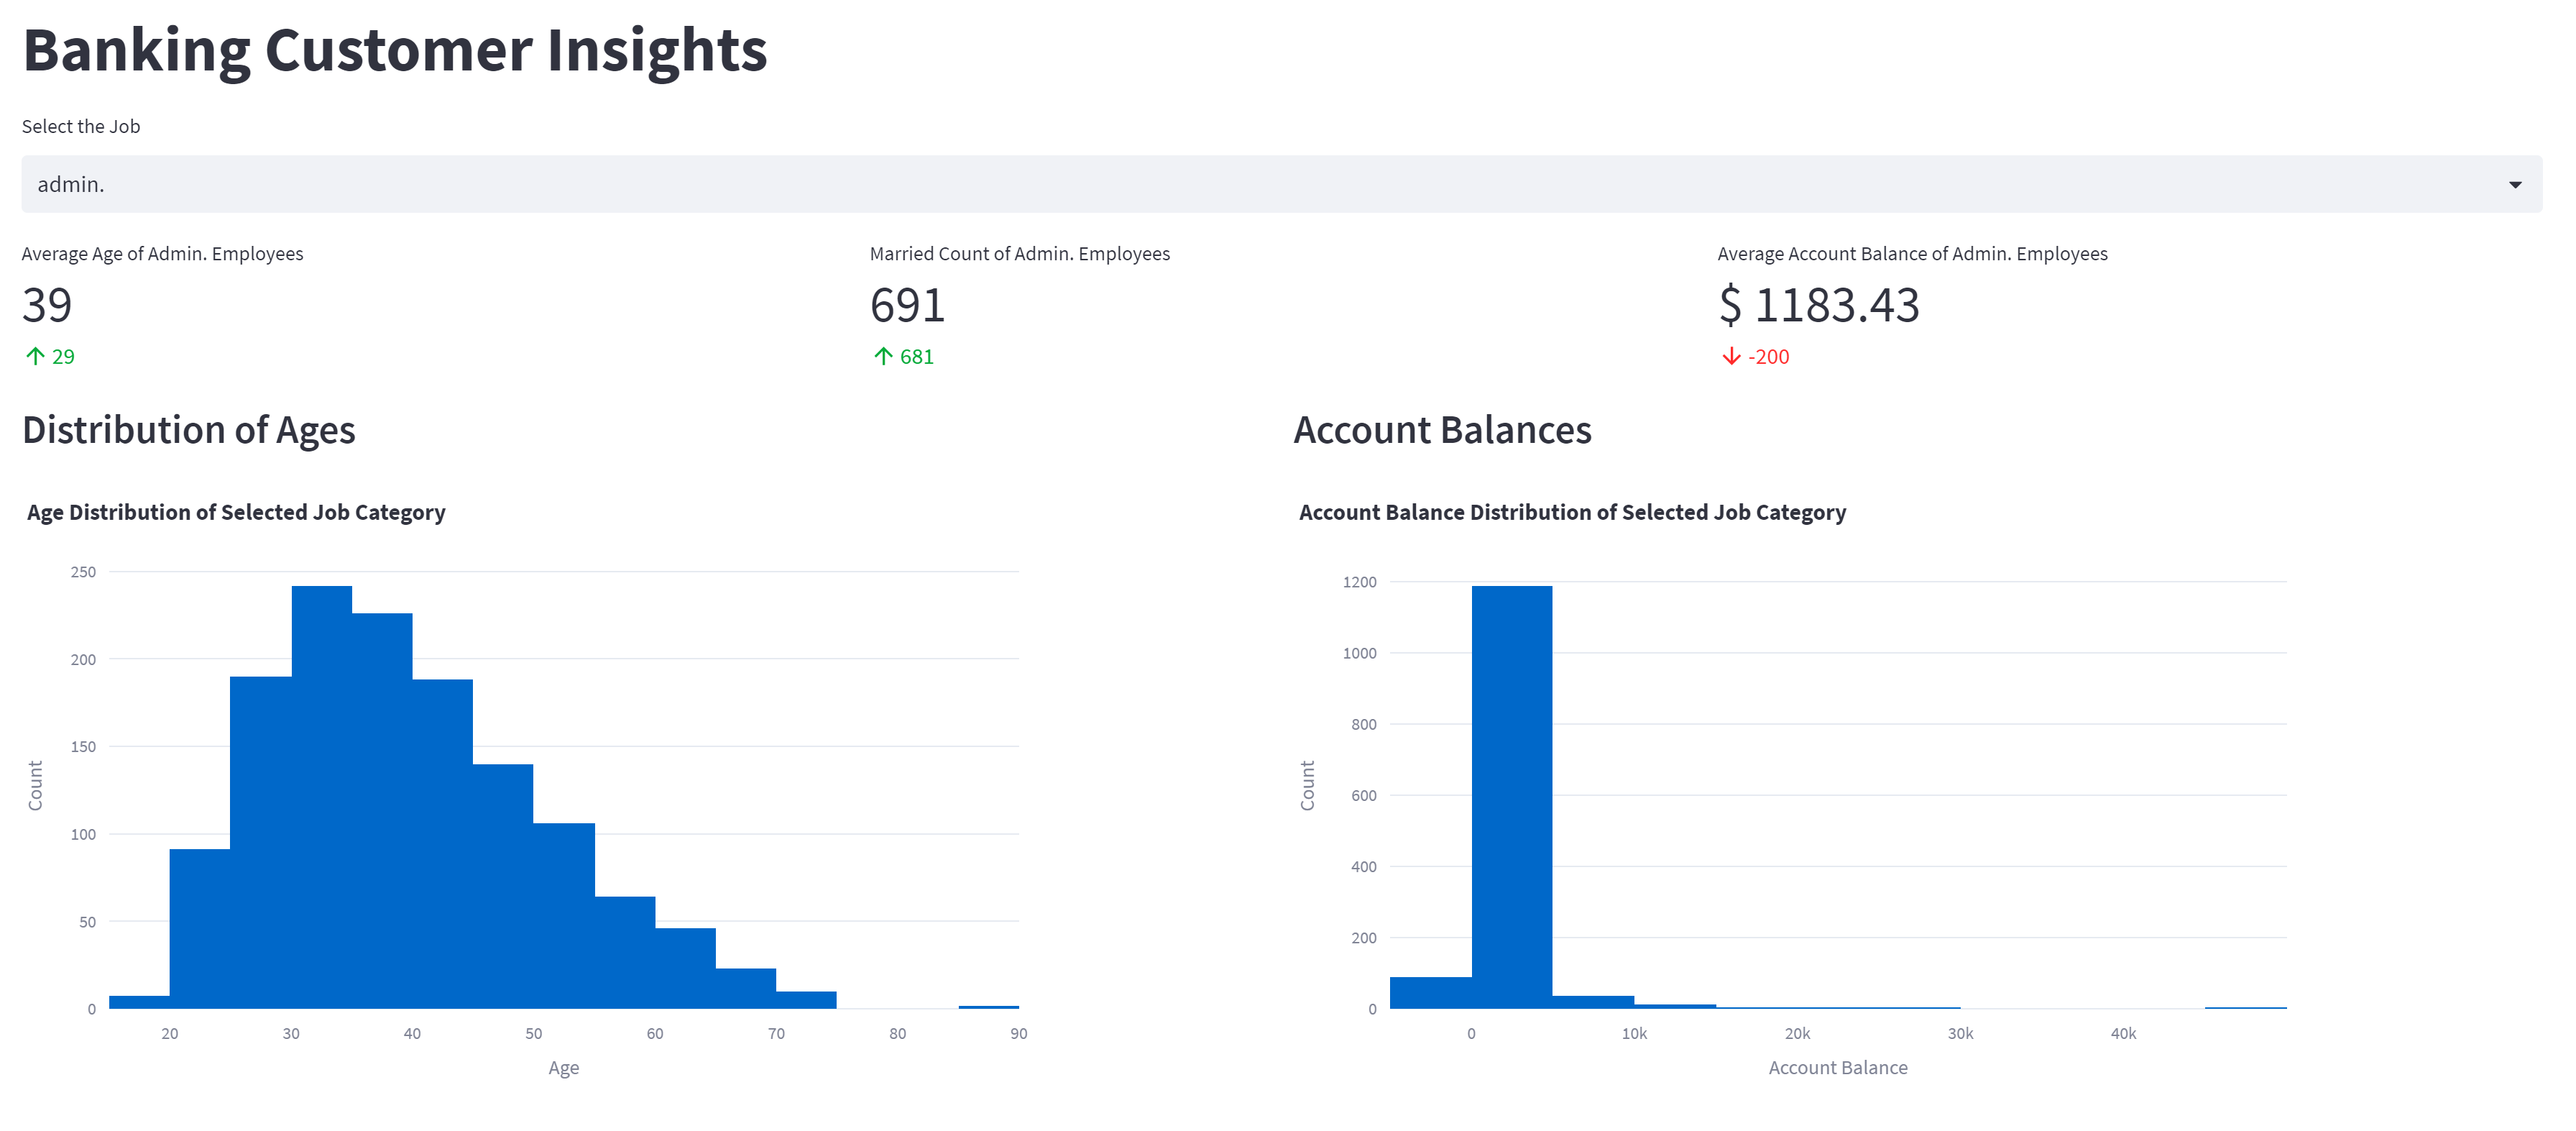 Banking Customer Insights
Select the Job
admin.
Average Age of Admin. Employees
39
↑ 29
Married Count of Admin. Employees
691
↑ 681
Average Account Balance of Admin. Employees
$ 1183.43
↓ -200
Distribution of Ages
Age Distribution of Selected Job Category
250
200
150
100
50
0
Count
20 30 40 50 60 70 80 90
Age
Account Balances
Account Balance Distribution of Selected Job Category
1200
1000
800
600
400
200
0
Count
0 10k 20k 30k 40k
Account Balance